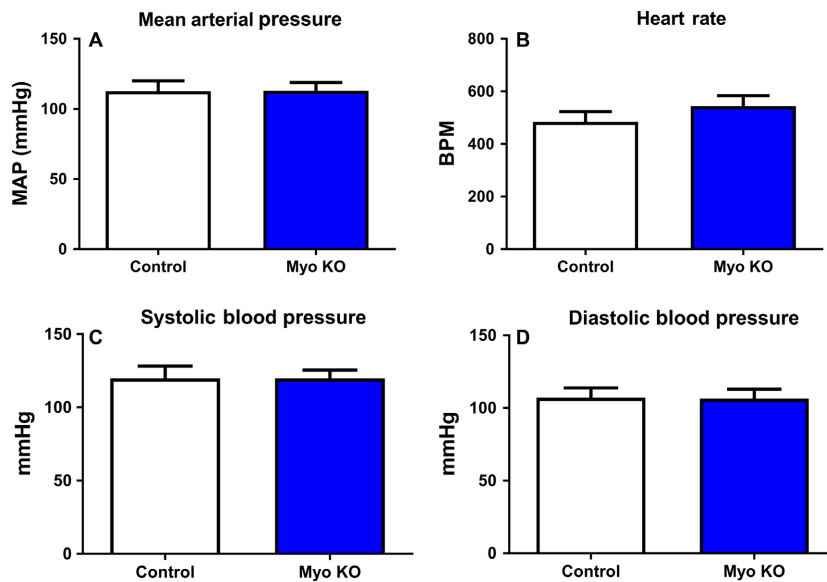 Mean arterial pressure
A
MAP (mmHg)
150
100
50
0
Control
Myo KO
Heart rate
B
BPM
800
600
400
200
0
Control
Myo KO
Systolic blood pressure
C
mmHg
150
100
50
0
Control
Myo KO
Diastolic blood pressure
D
mmHg
150
100
50
0
Control
Myo KO